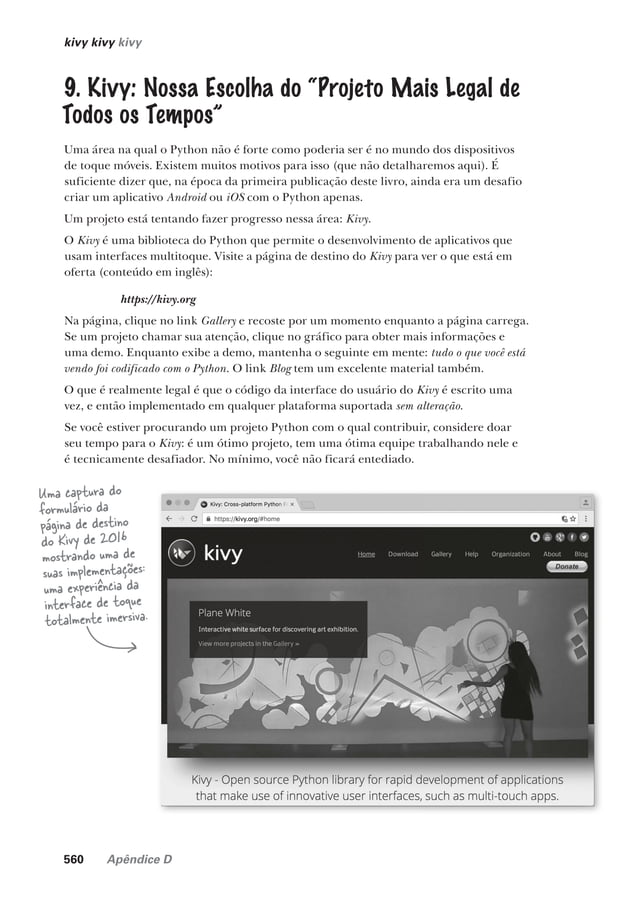 kivy kivy kivy
9. Kivy: Nossa Escolha do “Projeto Mais Legal de
Todos os Tempos”
Uma área na qual o Python não é forte como poderia ser é no mundo dos dispositivos
de toque móveis. Existem muitos motivos para isso (que não detalharemos aqui). É
suficiente dizer que, na época da primeira publicação deste livro, ainda era um desafio
criar um aplicativo Android ou iOS com o Python apenas.
Um projeto está tentando fazer progresso nessa área: Kivy.
O Kivy é uma biblioteca do Python que permite o desenvolvimento de aplicativos que
usam interfaces multitoque. Visite a página de destino do Kivy para ver o que está em
oferta (conteúdo em inglês):
https://kivy.org
Na página, clique no link Gallery e recoste por um momento enquanto a página carrega.
Se um projeto chamar sua atenção, clique no gráfico para obter mais informações e
uma demo. Enquanto exibe a demo, mantenha o seguinte em mente: tudo o que você está
vendo foi codificado com o Python. O link Blog tem um excelente material também.
O que é realmente legal é que o código da interface do usuário do Kivy é escrito uma
vez, e então implementado em qualquer plataforma suportada sem alteração.
Se você estiver procurando um projeto Python com o qual contribuir, considere doar
seu tempo para o Kivy: é um ótimo projeto, tem uma ótima equipe trabalhando nele e
é tecnicamente desafiador. No mínimo, você não ficará entediado.
Uma captura do
formulário da
página de destino
do Kivy de 2016
mostrando uma de
suas implementações:
uma experiência da
interface de toque
totalmente imersiva.
Kivy: Cross-platform Python F
https://kivy.org/#home
kivy
Home Download Gallery Help Organization About Blog
Donate
Plane White
Interactive white surface for discovering art exhibition.
View more projects in the Gallery »
Kivy - Open source Python library for rapid development of applications
that make use of innovative user interfaces, such as multi-touch apps.
560 Apêndice D